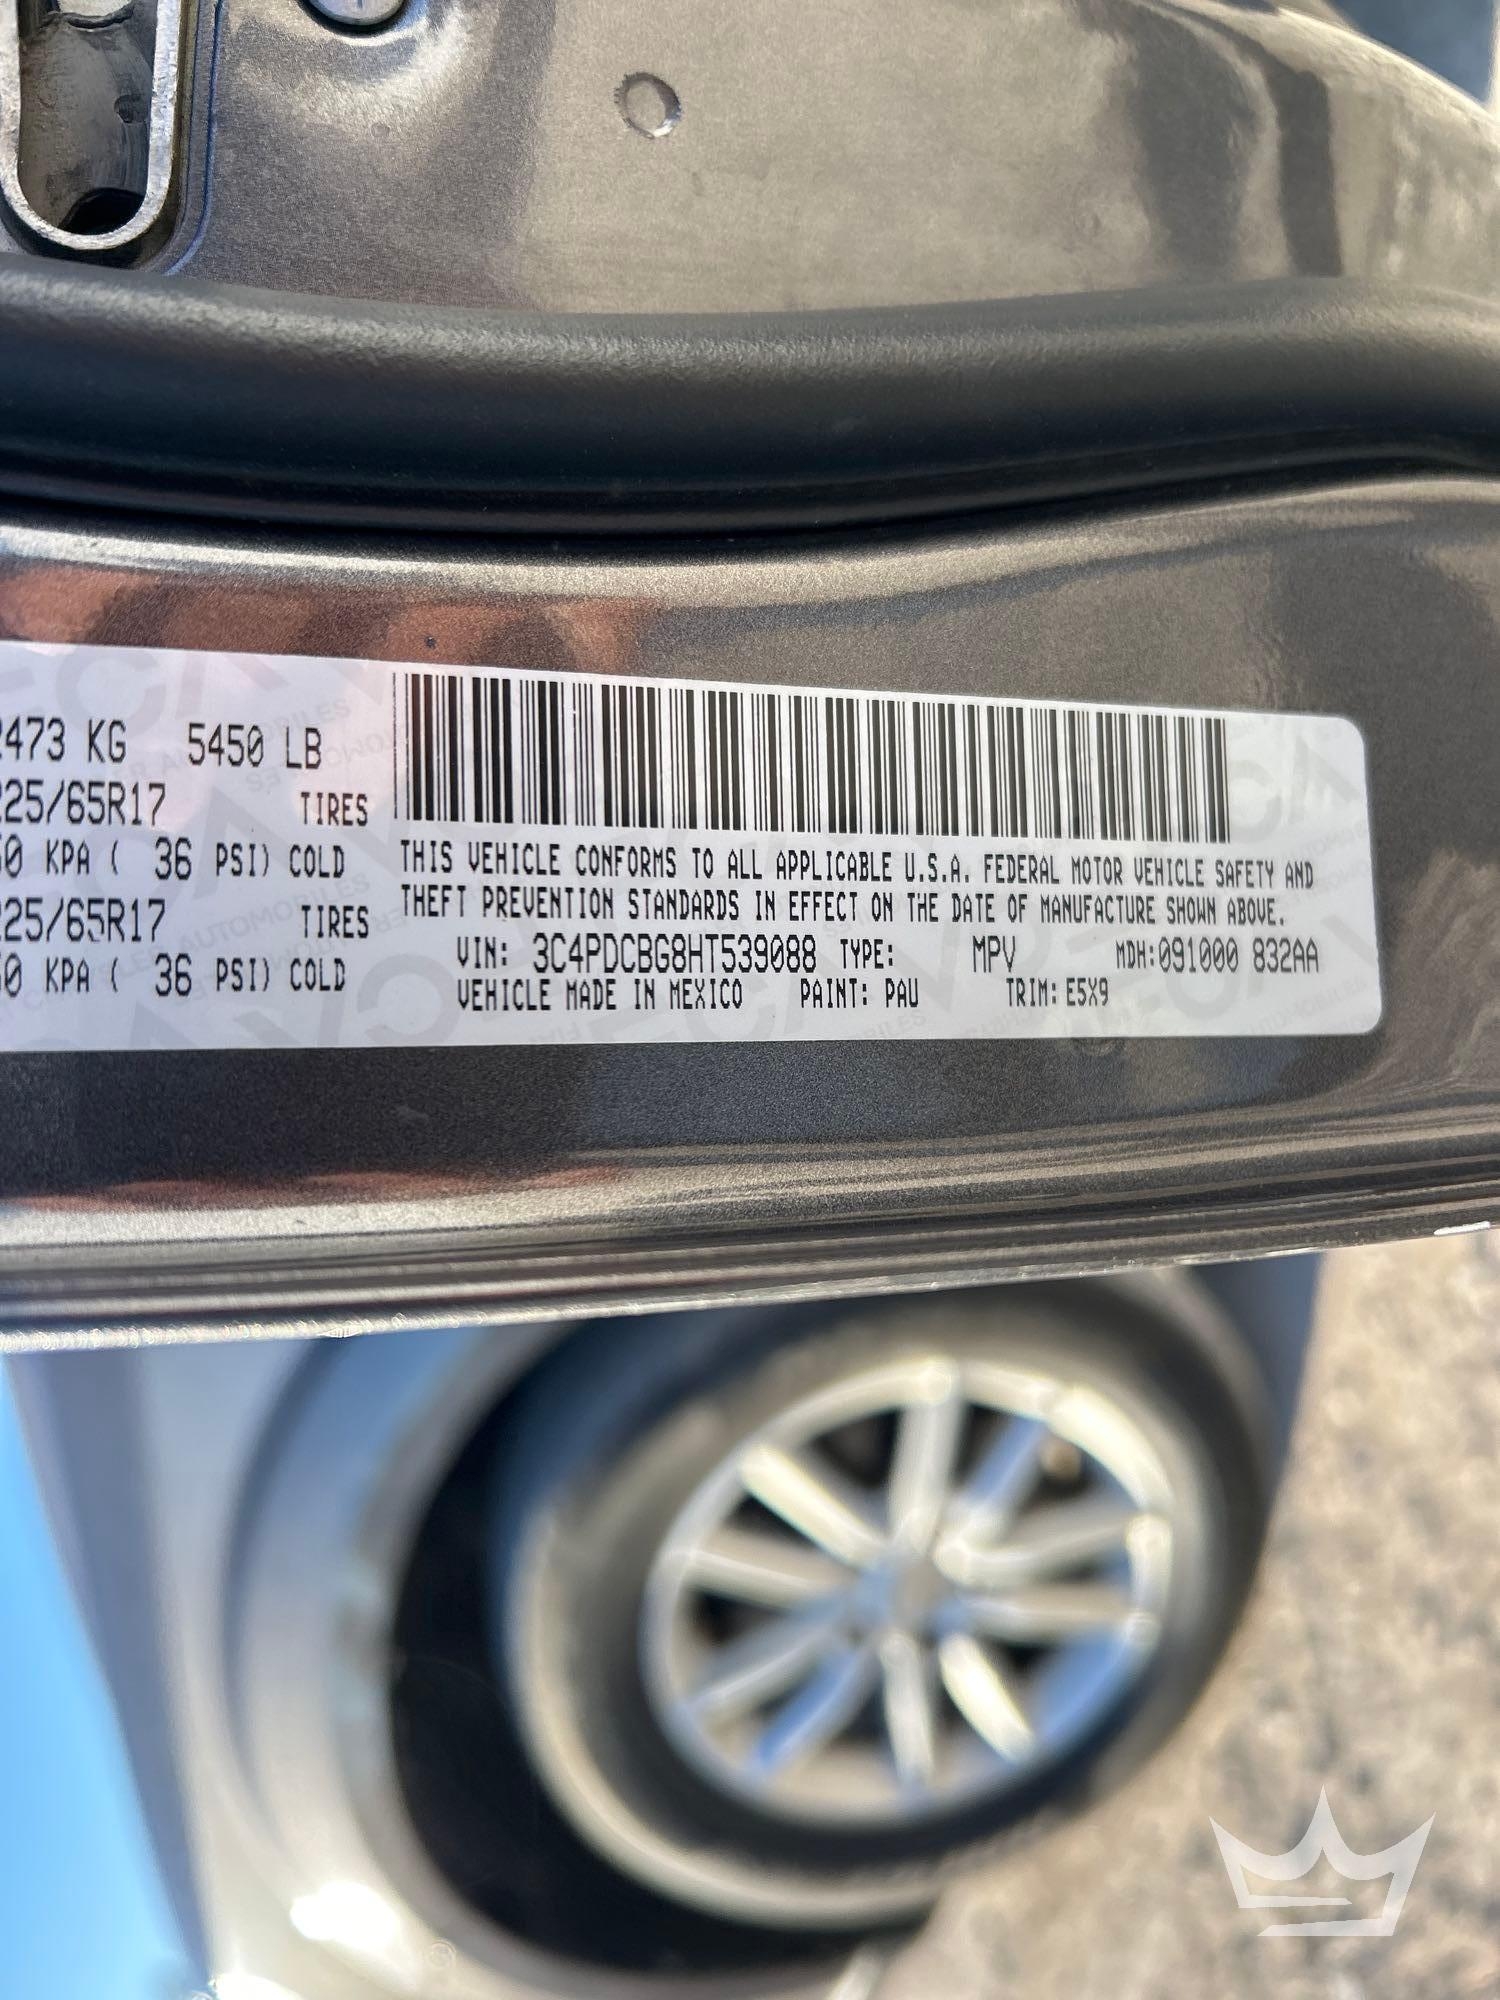 2473 KG 5450 LB
225/65R17 TIRES
50 KPA ( 36 PSI) COLD
225/65R17 TIRES
50 KPA ( 36 PSI) COLD
THIS VEHICLE CONFORMS TO ALL APPLICABLE U.S.A. FEDERAL MOTOR VEHICLE SAFETY AND
THEFT PREVENTION STANDARDS IN EFFECT ON THE DATE OF MANUFACTURE SHOWN ABOVE.
VIN: 3C4PDCBG8HT539088 TYPE: MPV MDH:091000 832AA
VEHICLE MADE IN MEXICO PAINT: PAU TRIM: E5X9